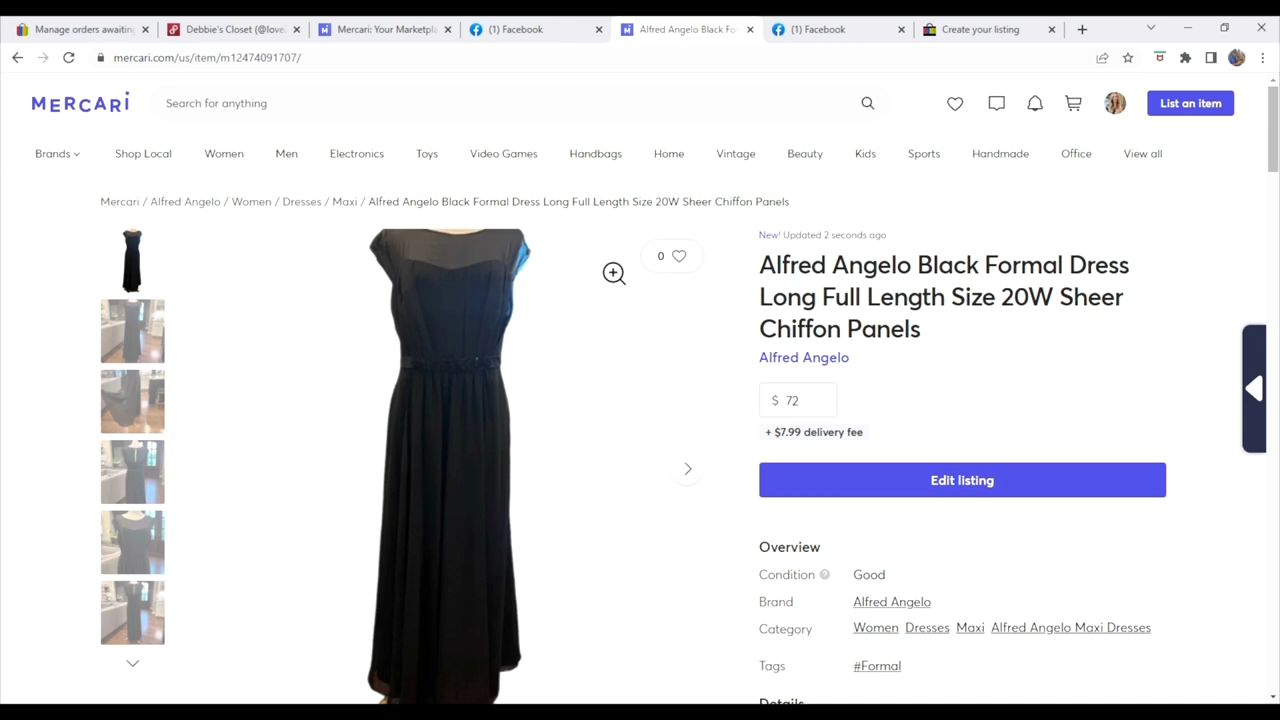 Manage orders awaiting
Debbie's Closet (@love
Mercari: Your Marketpla
(1) Facebook
Alfred Angelo Black Fo
(1) Facebook
Create your listing
mercari.com/us/item/m12474091707/
MERCARI
Search for anything
List an item
Brands
Shop Local
Women
Men
Electronics
Toys
Video Games
Handbags
Home
Vintage
Beauty
Kids
Sports
Handmade
Office
View all
Mercari / Alfred Angelo / Women / Dresses / Maxi / Alfred Angelo Black Formal Dress Long Full Length Size 20W Sheer Chiffon Panels
0
New! Updated 2 seconds ago
Alfred Angelo Black Formal Dress
Long Full Length Size 20W Sheer
Chiffon Panels
Alfred Angelo
$ 72
+ $7.99 delivery fee
Edit listing
Overview
Condition ? Good
Brand Alfred Angelo
Category Women Dresses Maxi Alfred Angelo Maxi Dresses
Tags #Formal
Details